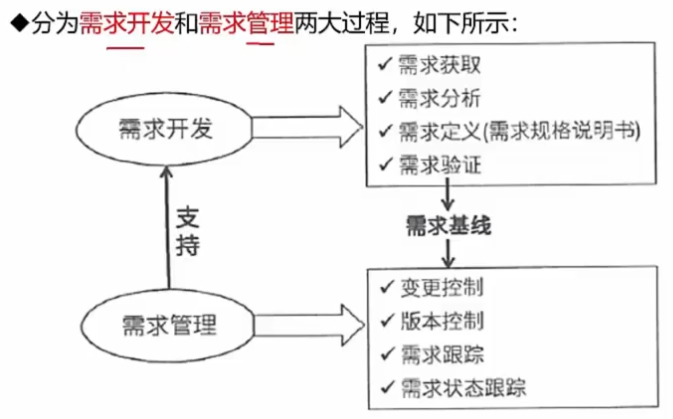 ◆分为需求开发和需求管理两大过程，如下所示：
✓需求获取
✓需求分析
需求开发
✓需求定义(需求规格说明书)
✓需求验证
支持
需求基线
✓变更控制
✓版本控制
需求管理
✓需求跟踪
✓需求状态跟踪